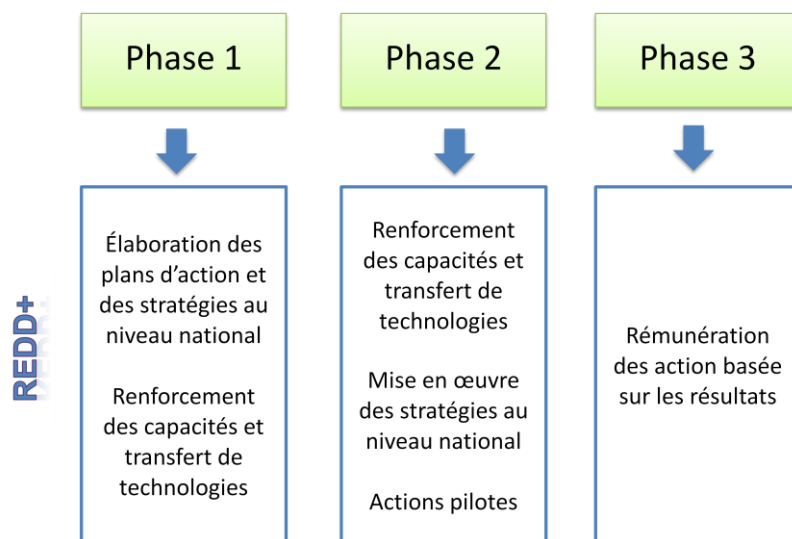 Phase 1
Phase 2
Phase 3
REDD+
Élaboration des
plans d’action et
des stratégies au
niveau national
Renforcement
des capacités et
transfert de
technologies
Renforcement
des capacités et
transfert de
technologies
Mise en œuvre
des stratégies au
niveau national
Actions pilotes
Rémunération
des action basée
sur les résultats